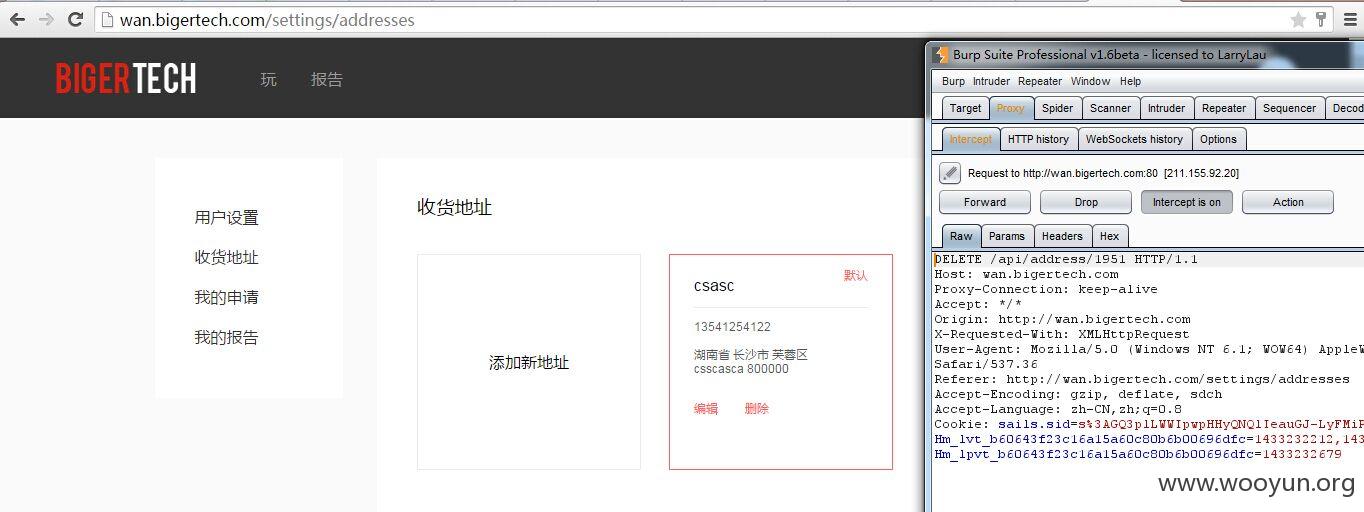 wan.bigertech.com/settings/addresses
BIGERTECH
玩
报告
用户设置
收货地址
我的申请
我的报告
收货地址
添加新地址
默认
csasc
13541254122
湖南省 长沙市 芙蓉区
csscasca 800000
编辑
删除
Burp Suite Professional v1.6beta - licensed to LarryLau
Burp Intruder Repeater Window Help
Target Proxy Spider Scanner Intruder Repeater Sequencer Decod
Intercept HTTP history WebSockets history Options
Request to http://wan.bigertech.com:80 [211.155.92.20]
Forward Drop Intercept is on Action
Raw Params Headers Hex
DELETE /api/address/1951 HTTP/1.1
Host: wan.bigertech.com
Proxy-Connection: keep-alive
Accept: */*
Origin: http://wan.bigertech.com
X-Requested-With: XMLHttpRequest
User-Agent: Mozilla/5.0 (Windows NT 6.1; WOW64) AppleW
Safari/537.36
Referer: http://wan.bigertech.com/settings/addresses
Accept-Encoding: gzip, deflate, sdch
Accept-Language: zh-CN,zh;q=0.8
Cookie: sails.sid=s%3AGQ3plLWWIpwpHHyQNQlIeauGJ-LyFMiP
Hm_lvt_b60643f23c16a15a60c80b6b00696dfc=1433232212,143
Hm_lpvt_b60643f23c16a15a60c80b6b00696dfc=1433232679
www.wooyun.org